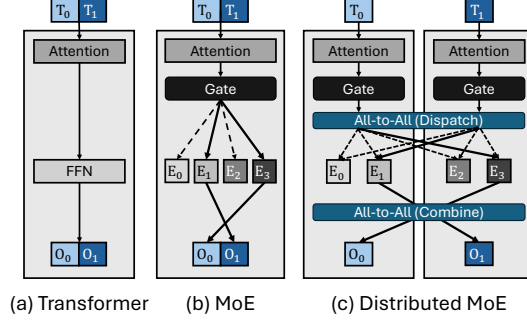 T0 T1
Attention
FFN
O0 O1
(a) Transformer
T0 T1
Attention
Gate
E0 E1 E2 E3
O0 O1
(b) MoE
T0 T1
Attention Attention
Gate Gate
All-to-All (Dispatch)
E0 E1 E2 E3
All-to-All (Combine)
O0 O1
(c) Distributed MoE